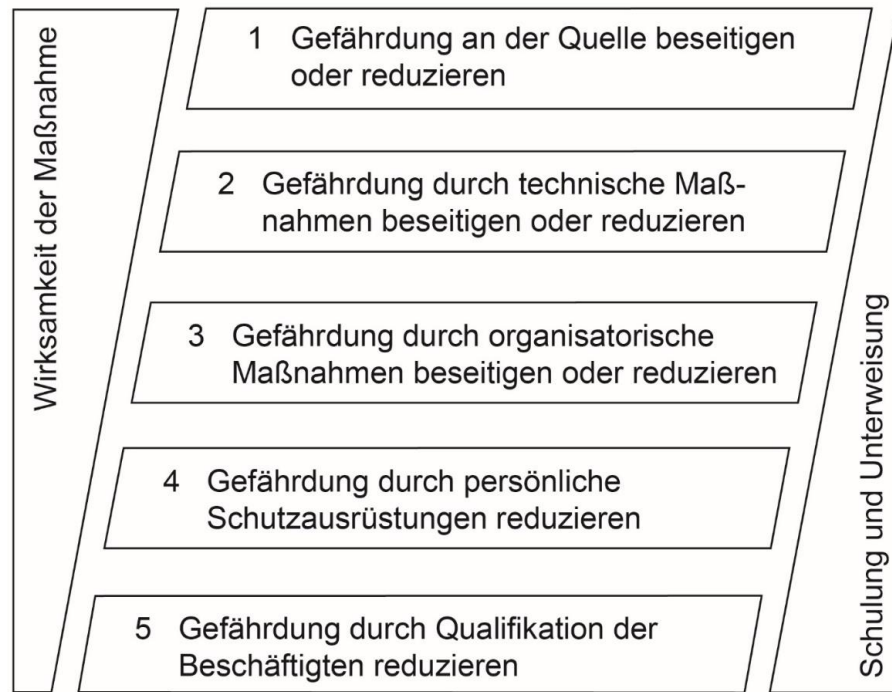 Wirksamkeit der Maßnahme
1 Gefährdung an der Quelle beseitigen
oder reduzieren
2 Gefährdung durch technische Maß-
nahmen beseitigen oder reduzieren
3 Gefährdung durch organisatorische
Maßnahmen beseitigen oder reduzieren
4 Gefährdung durch persönliche
Schutzausrüstungen reduzieren
5 Gefährdung durch Qualifikation der
Beschäftigten reduzieren
Schulung und Unterweisung